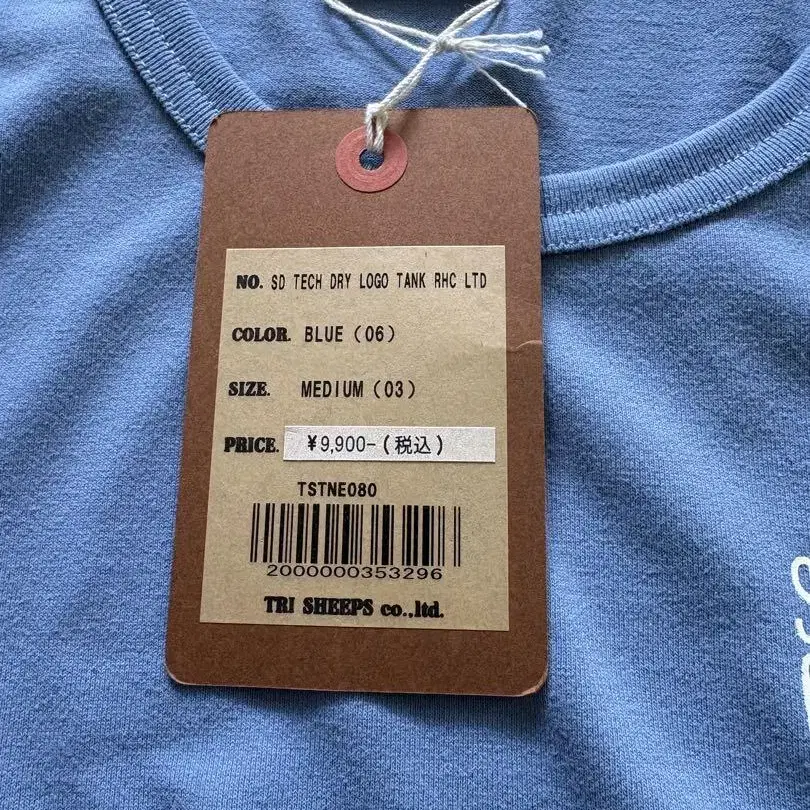 NO. SD TECH DRY LOGO TANK RHC LTD
COLOR. BLUE (06)
SIZE. MEDIUM (03)
PRICE. ¥9,900-(税込)
TSTNE080
2000000353296
TRI SHEEPS co.,ltd.